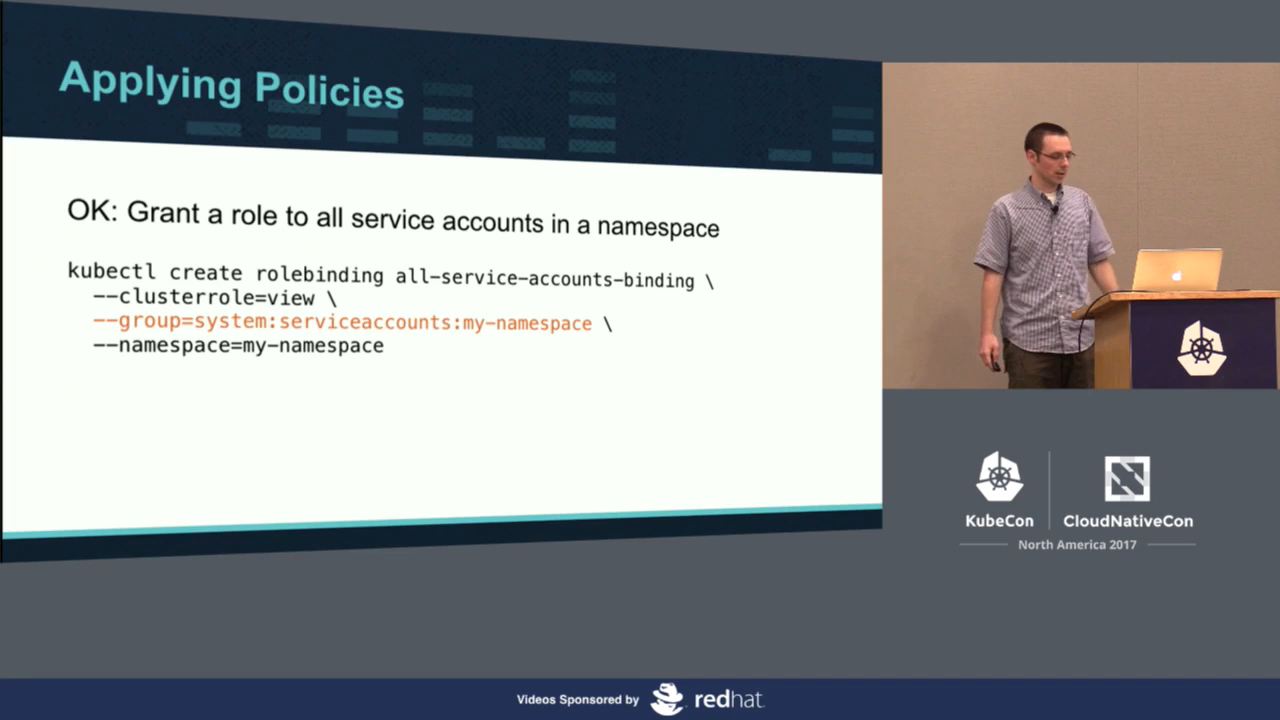 Applying Policies
OK: Grant a role to all service accounts in a namespace
kubectl create rolebinding all-service-accounts-binding \
--clusterrole=view \
--group=system:serviceaccounts:my-namespace \
--namespace=my-namespace
KubeCon
CloudNativeCon
North America 2017
Videos Sponsored by
redhat.